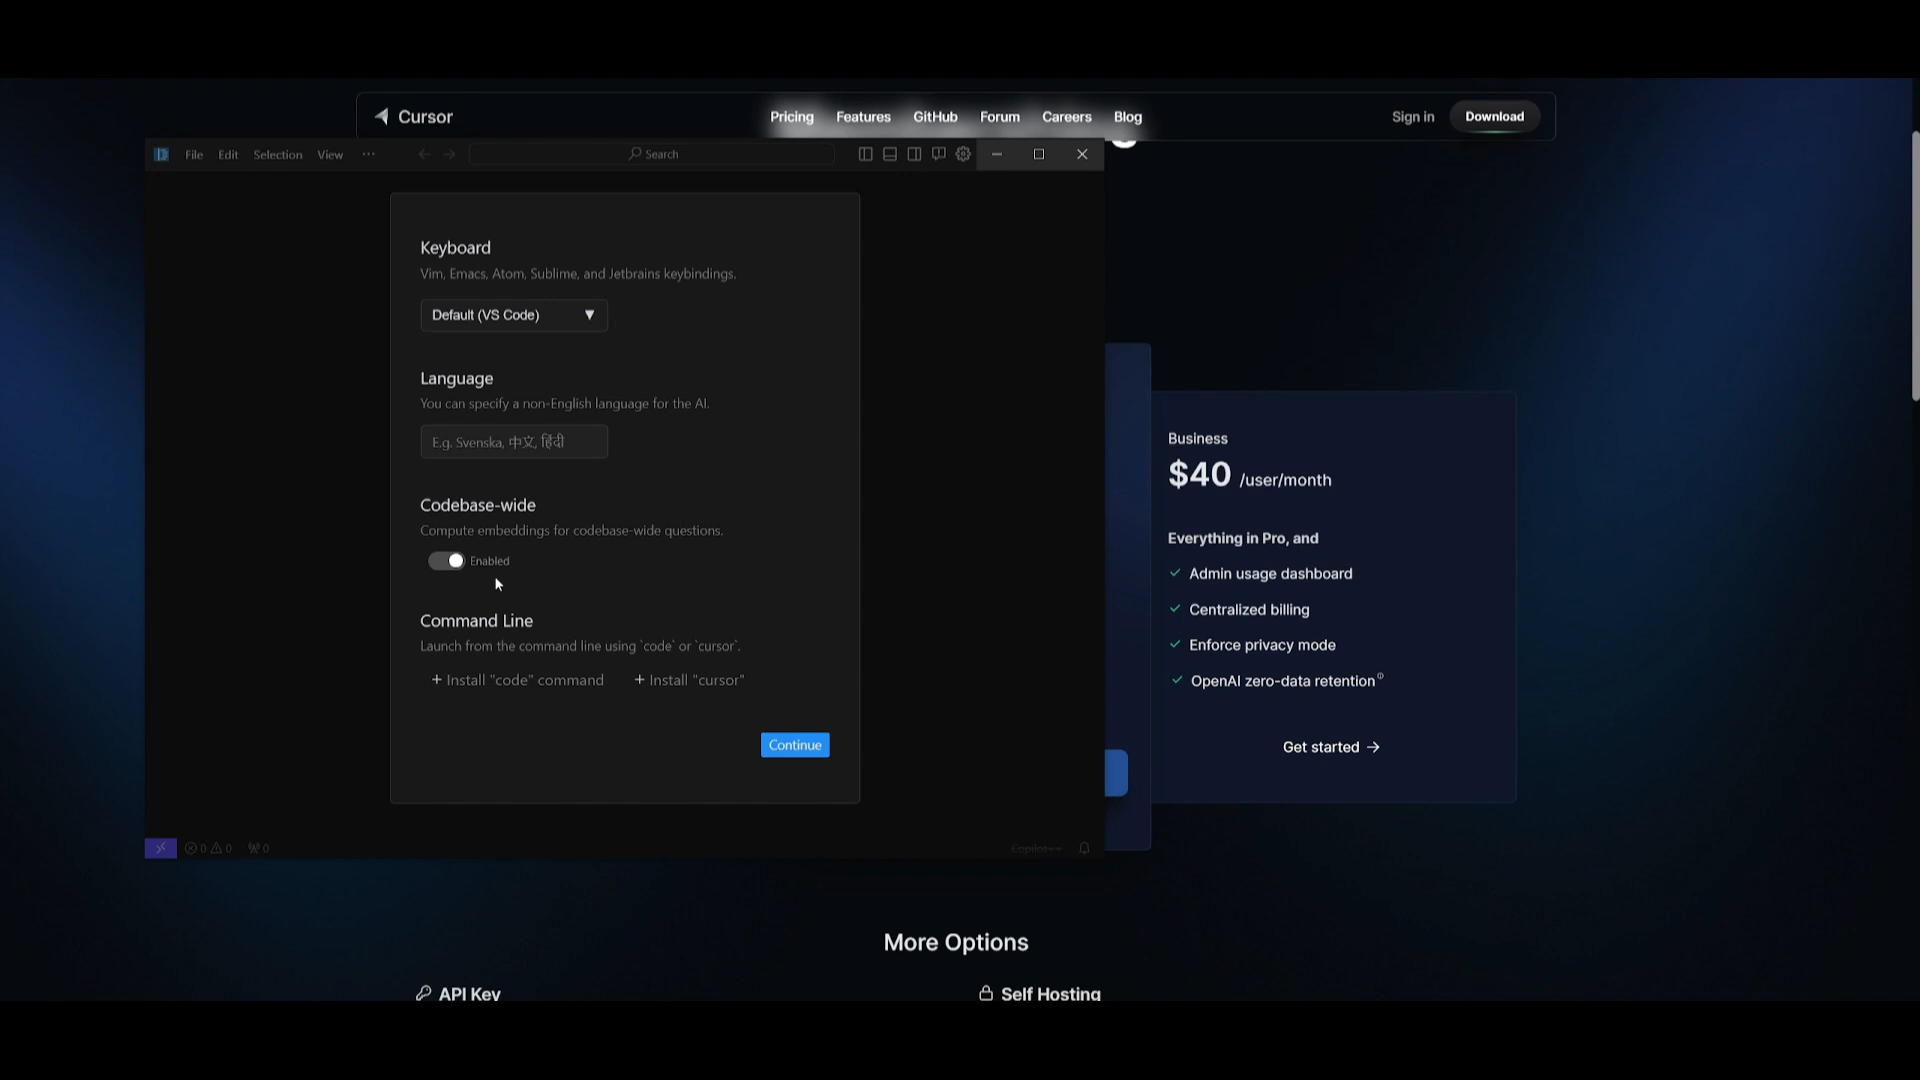 Cursor
Pricing Features GitHub Forum Careers Blog
Sign in Download
File Edit Selection View ···
Search
Keyboard
Vim, Emacs, Atom, Sublime, and Jetbrains keybindings.
Default (VS Code)
Language
You can specify a non-English language for the AI.
E.g. Svenska, 中文, हिंदी
Codebase-wide
Compute embeddings for codebase-wide questions.
Enabled
Command Line
Launch from the command line using `code` or `cursor`.
+ Install "code" command + Install "cursor"
Continue
0 0 0
Copilot++
Business
$40 /user/month
Everything in Pro, and
Admin usage dashboard
Centralized billing
Enforce privacy mode
OpenAI zero-data retention
Get started →
More Options
API Key
Self Hosting